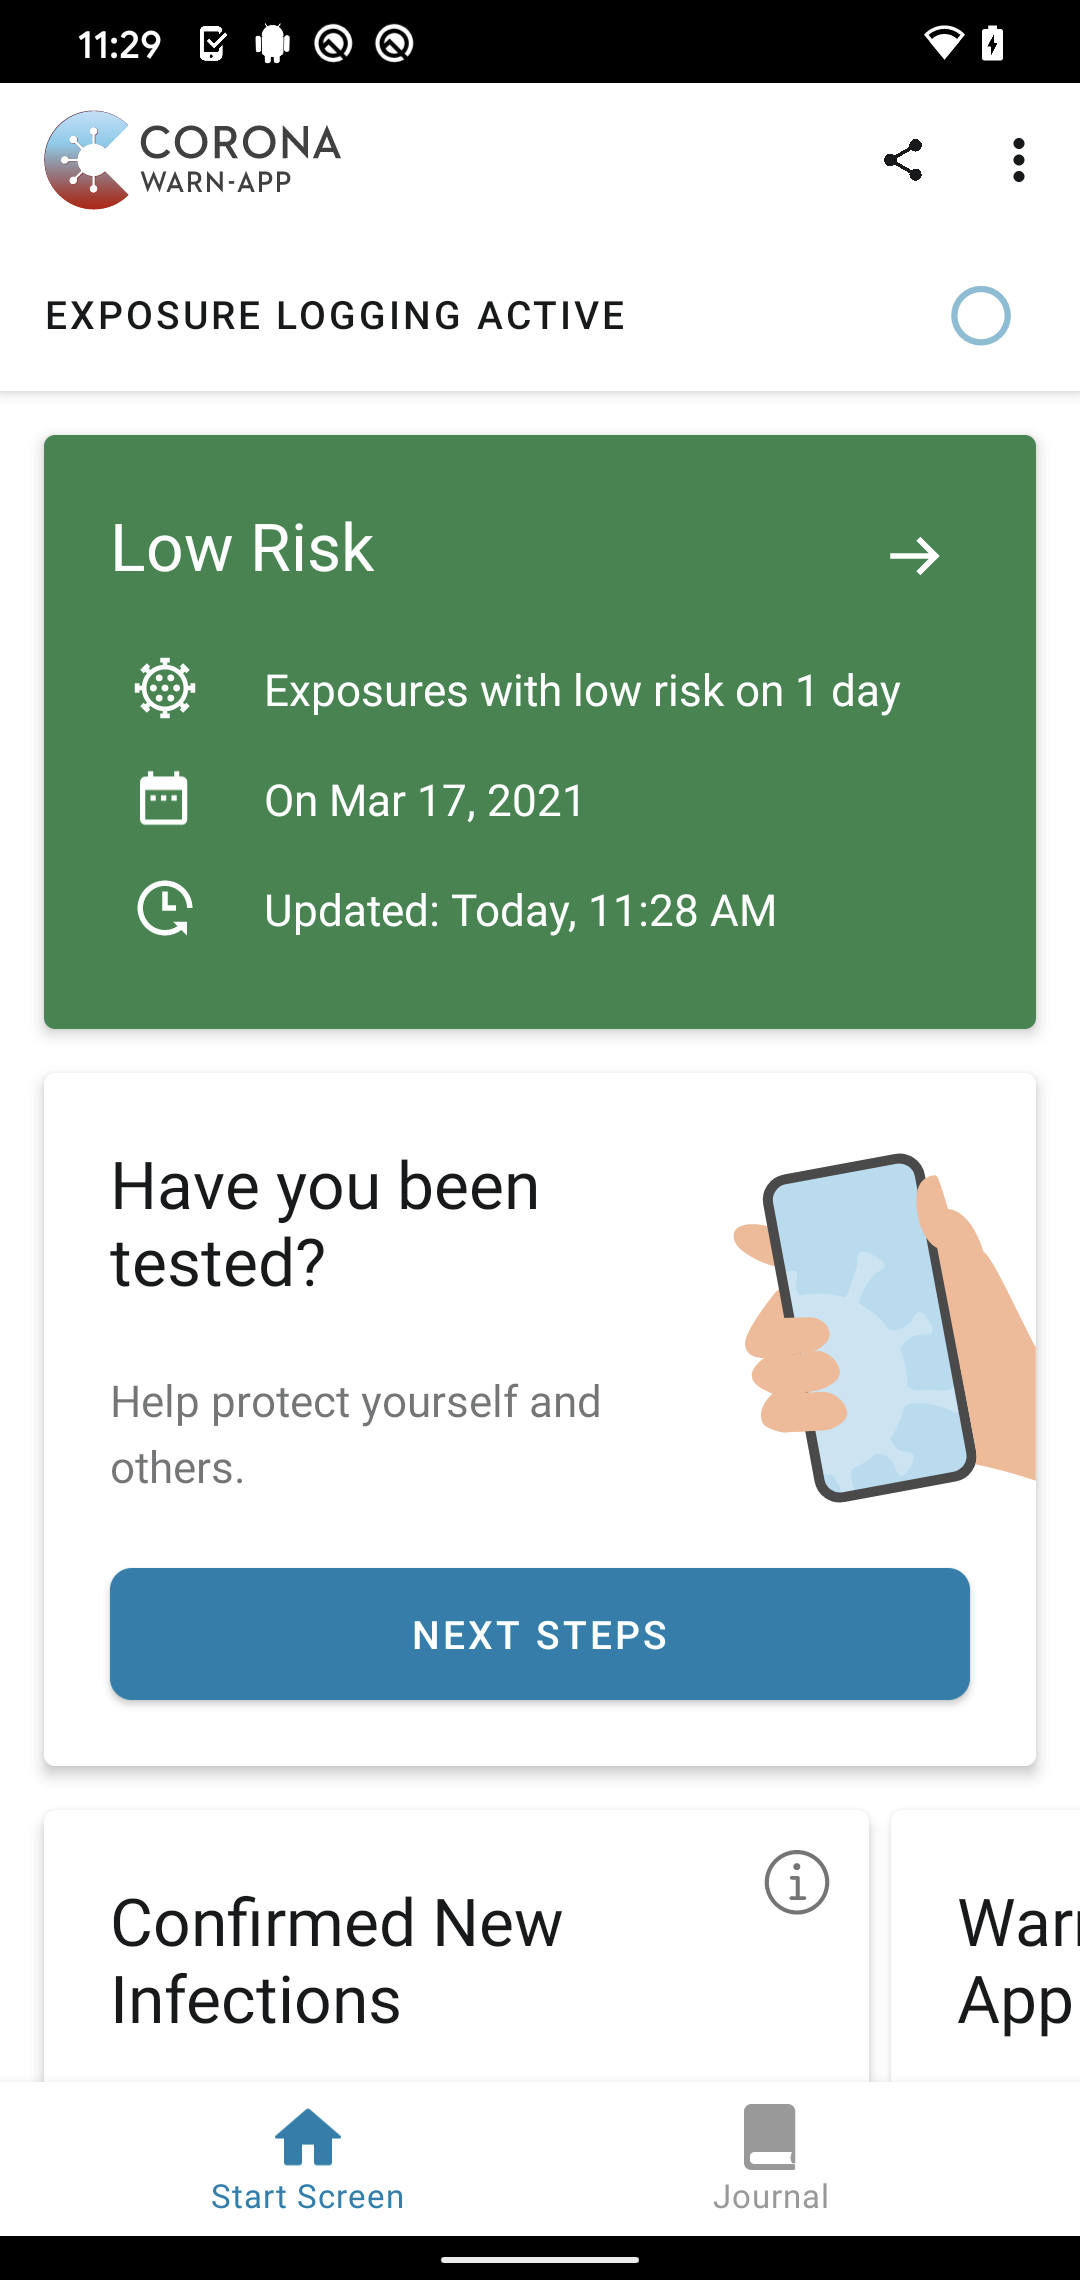 11:29
CORONA
WARN-APP
EXPOSURE LOGGING ACTIVE
Low Risk
Exposures with low risk on 1 day
On Mar 17, 2021
Updated: Today, 11:28 AM
Have you been
tested?
Help protect yourself and
others.
NEXT STEPS
Confirmed New
Infections
App
Start Screen
Journal